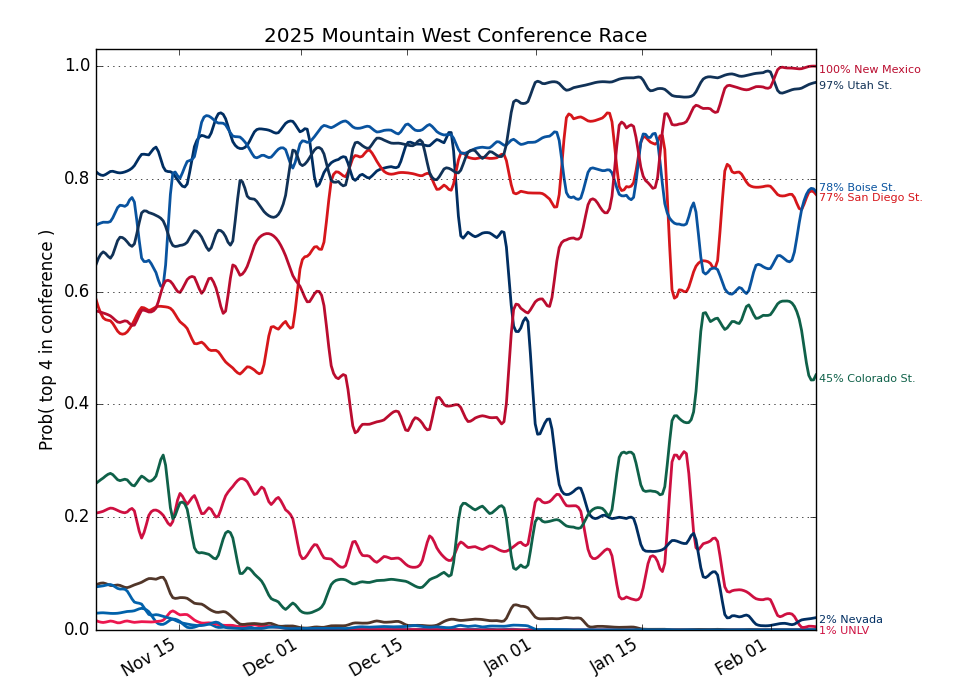 2025 Mountain West Conference Race
Prob( top 4 in conference )
1.0
0.8
0.6
0.4
0.2
0.0
Nov 15
Dec 01
Dec 15
Jan 01
Jan 15
Feb 01
100% New Mexico
97% Utah St.
78% Boise St.
77% San Diego St.
45% Colorado St.
2% Nevada
1% UNLV